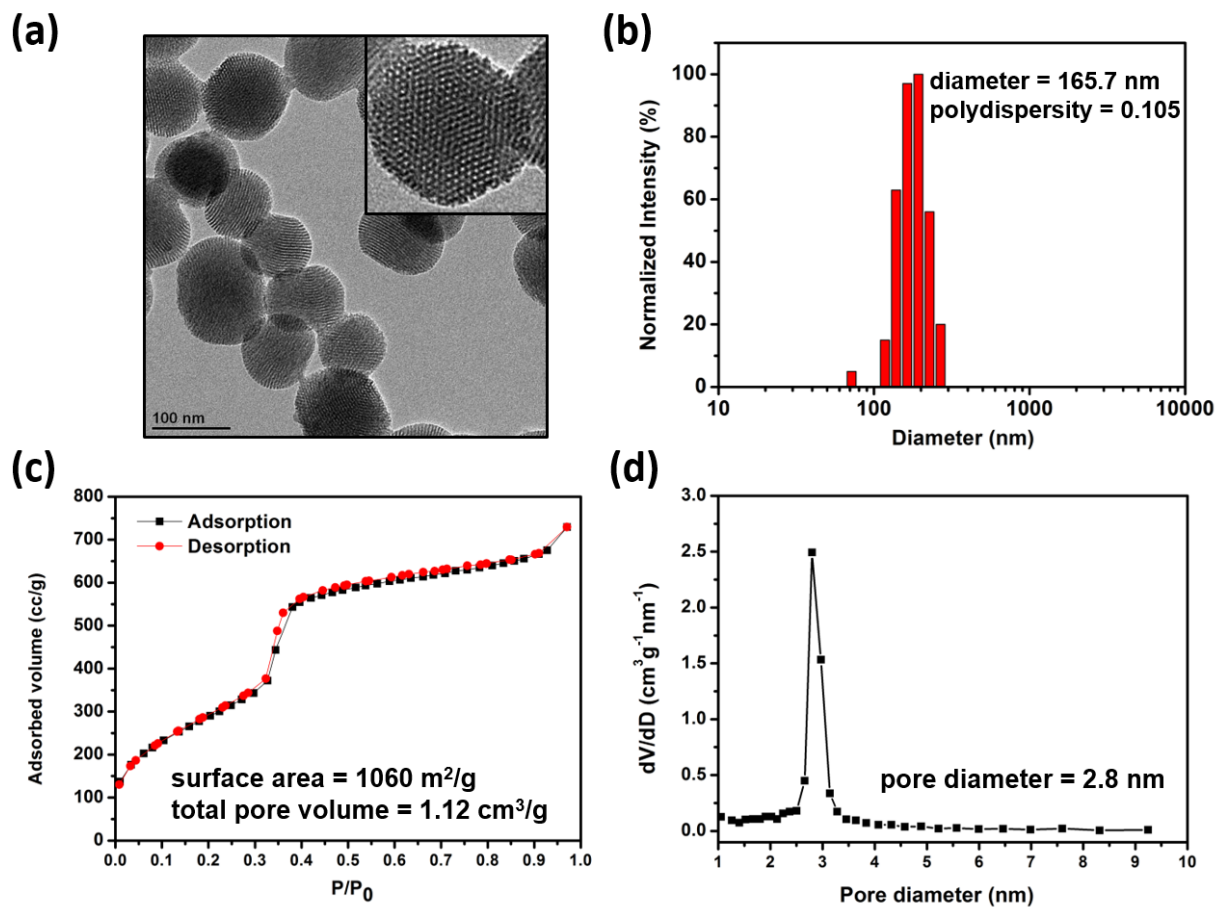 (a)
100 nm
(b)
diameter = 165.7 nm
polydispersity = 0.105
Normalized Intensity (%)
100
80
60
40
20
0
10 100 1000 10000
Diameter (nm)
(c)
Adsorption
Desorption
Adsorbed volume (cc/g)
800
700
600
500
400
300
200
100
0
surface area = 1060 m²/g
total pore volume = 1.12 cm³/g
0.0 0.1 0.2 0.3 0.4 0.5 0.6 0.7 0.8 0.9 1.0
P/P₀
(d)
dV/dD (cm³g⁻¹nm⁻¹)
3.0
2.5
2.0
1.5
1.0
0.5
0.0
pore diameter = 2.8 nm
1 2 3 4 5 6 7 8 9 10
Pore diameter (nm)